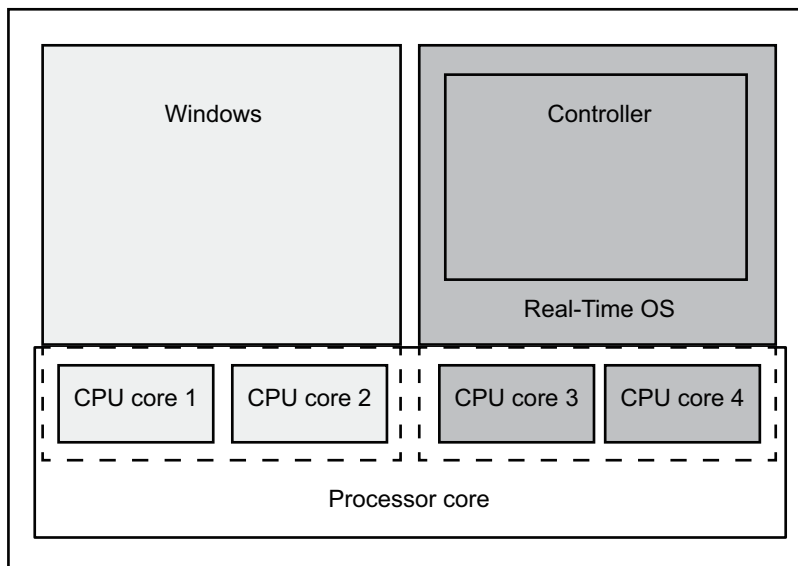 Windows
Controller
Real-Time OS
CPU core 1
CPU core 2
CPU core 3
CPU core 4
Processor core